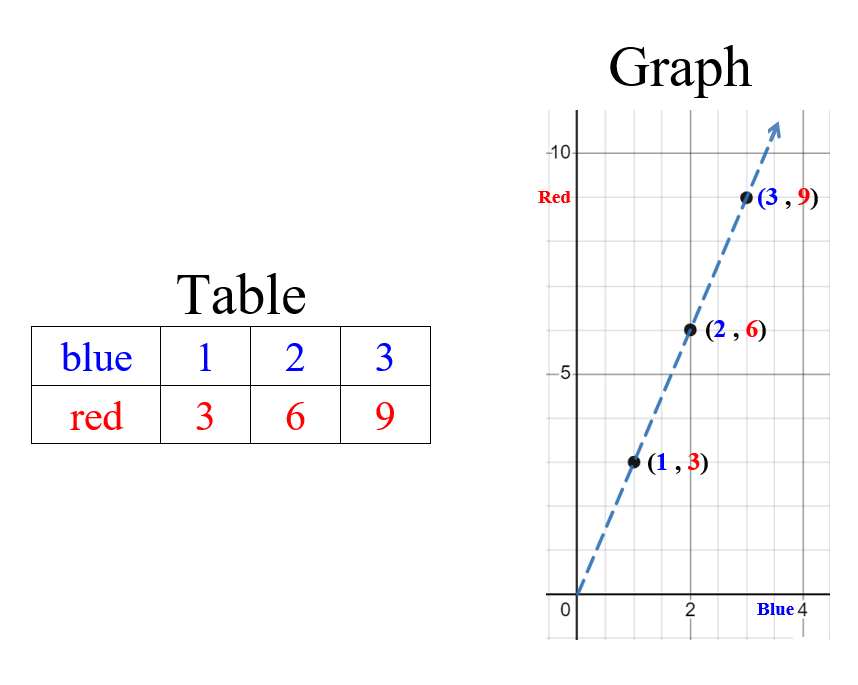 Table
blue 1 2 3
red 3 6 9
Graph
10
Red (3 , 9)
(2 , 6)
5
(1 , 3)
0 2 Blue 4